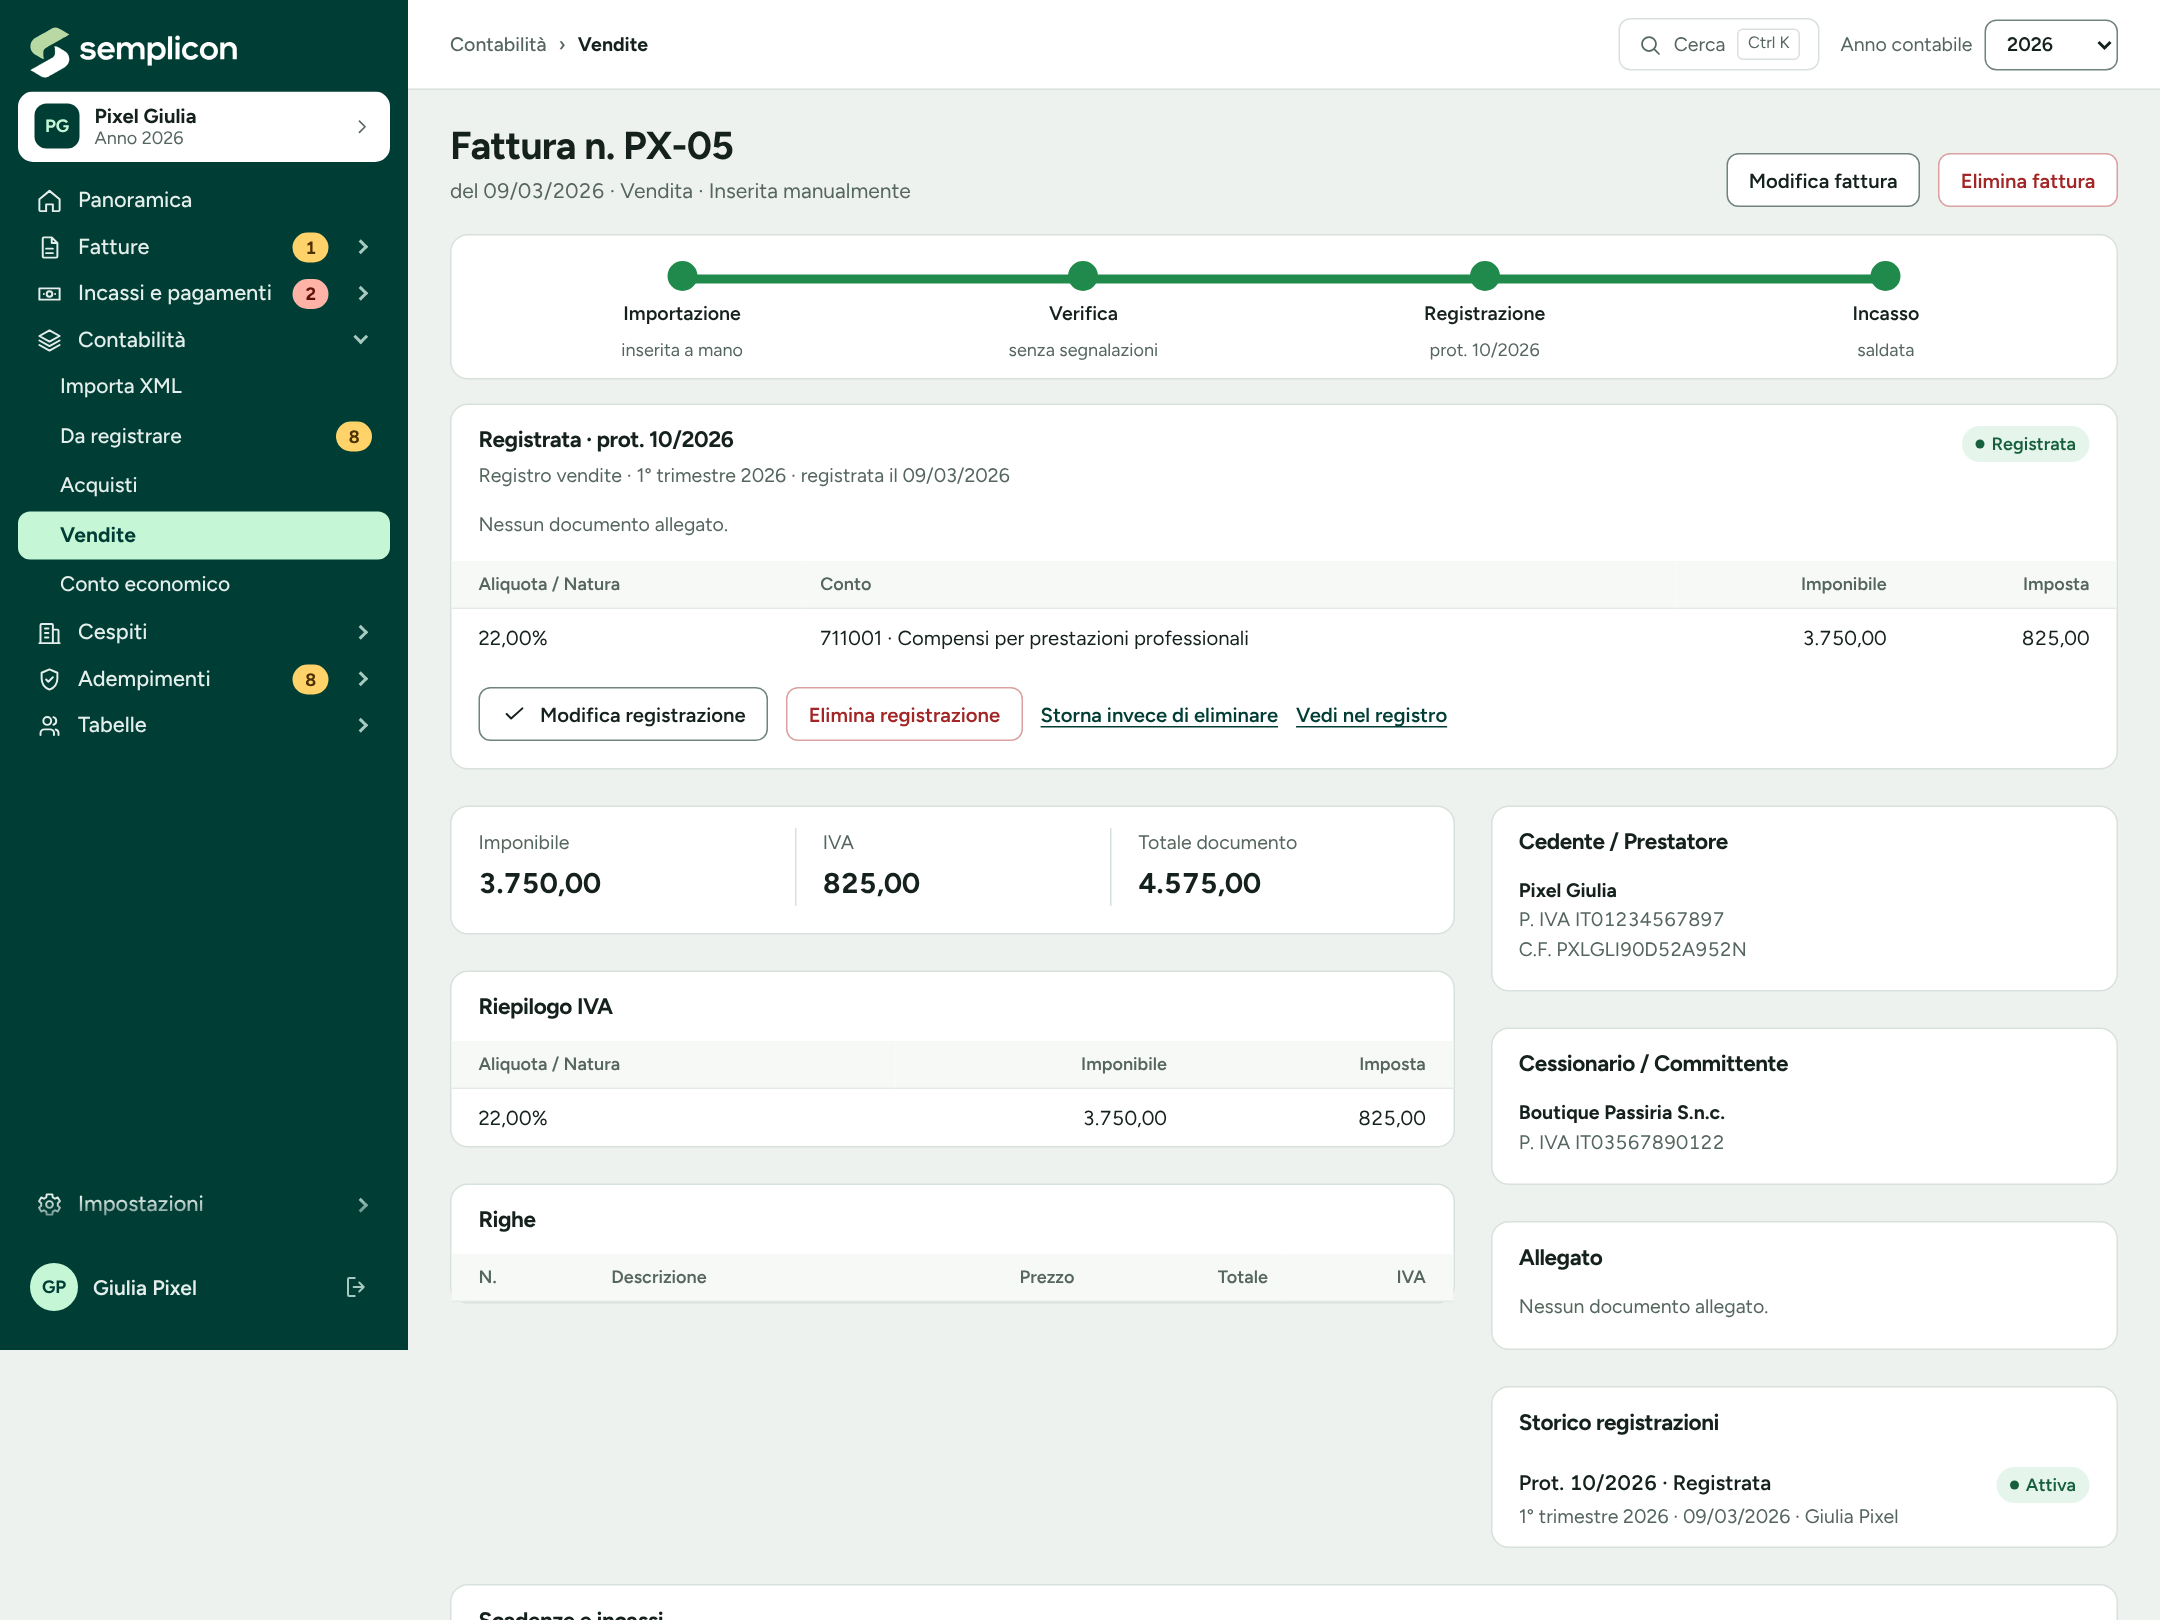 semplicon
PG
Pixel Giulia
Anno 2026
Panoramica
Fatture 1
Incassi e pagamenti 2
Contabilità
Importa XML
Da registrare 8
Acquisti
Vendite
Conto economico
Cespiti
Adempimenti 8
Tabelle
Impostazioni
GP Giulia Pixel
Contabilità › Vendite
Cerca Ctrl K
Anno contabile 2026
Fattura n. PX-05
del 09/03/2026 · Vendita · Inserita manualmente
Modifica fattura
Elimina fattura
Importazione Verifica Registrazione Incasso
inserita a mano senza segnalazioni prot. 10/2026 saldata
Registrata · prot. 10/2026
Registrata
Registro vendite · 1° trimestre 2026 · registrata il 09/03/2026
Nessun documento allegato.
Aliquota / Natura Conto Imponibile Imposta
22,00% 711001 · Compensi per prestazioni professionali 3.750,00 825,00
Modifica registrazione Elimina registrazione Storna invece di eliminare Vedi nel registro
Imponibile IVA Totale documento
3.750,00 825,00 4.575,00
Riepilogo IVA
Aliquota / Natura Imponibile Imposta
22,00% 3.750,00 825,00
Righe
N. Descrizione Prezzo Totale IVA
Cedente / Prestatore
Pixel Giulia
P. IVA IT01234567897
C.F. PXLGLI90D52A952N
Cessionario / Committente
Boutique Passiria S.n.c.
P. IVA IT03567890122
Allegato
Nessun documento allegato.
Storico registrazioni
Prot. 10/2026 · Registrata
Attiva
1° trimestre 2026 · 09/03/2026 · Giulia Pixel
Scadenze e incassi